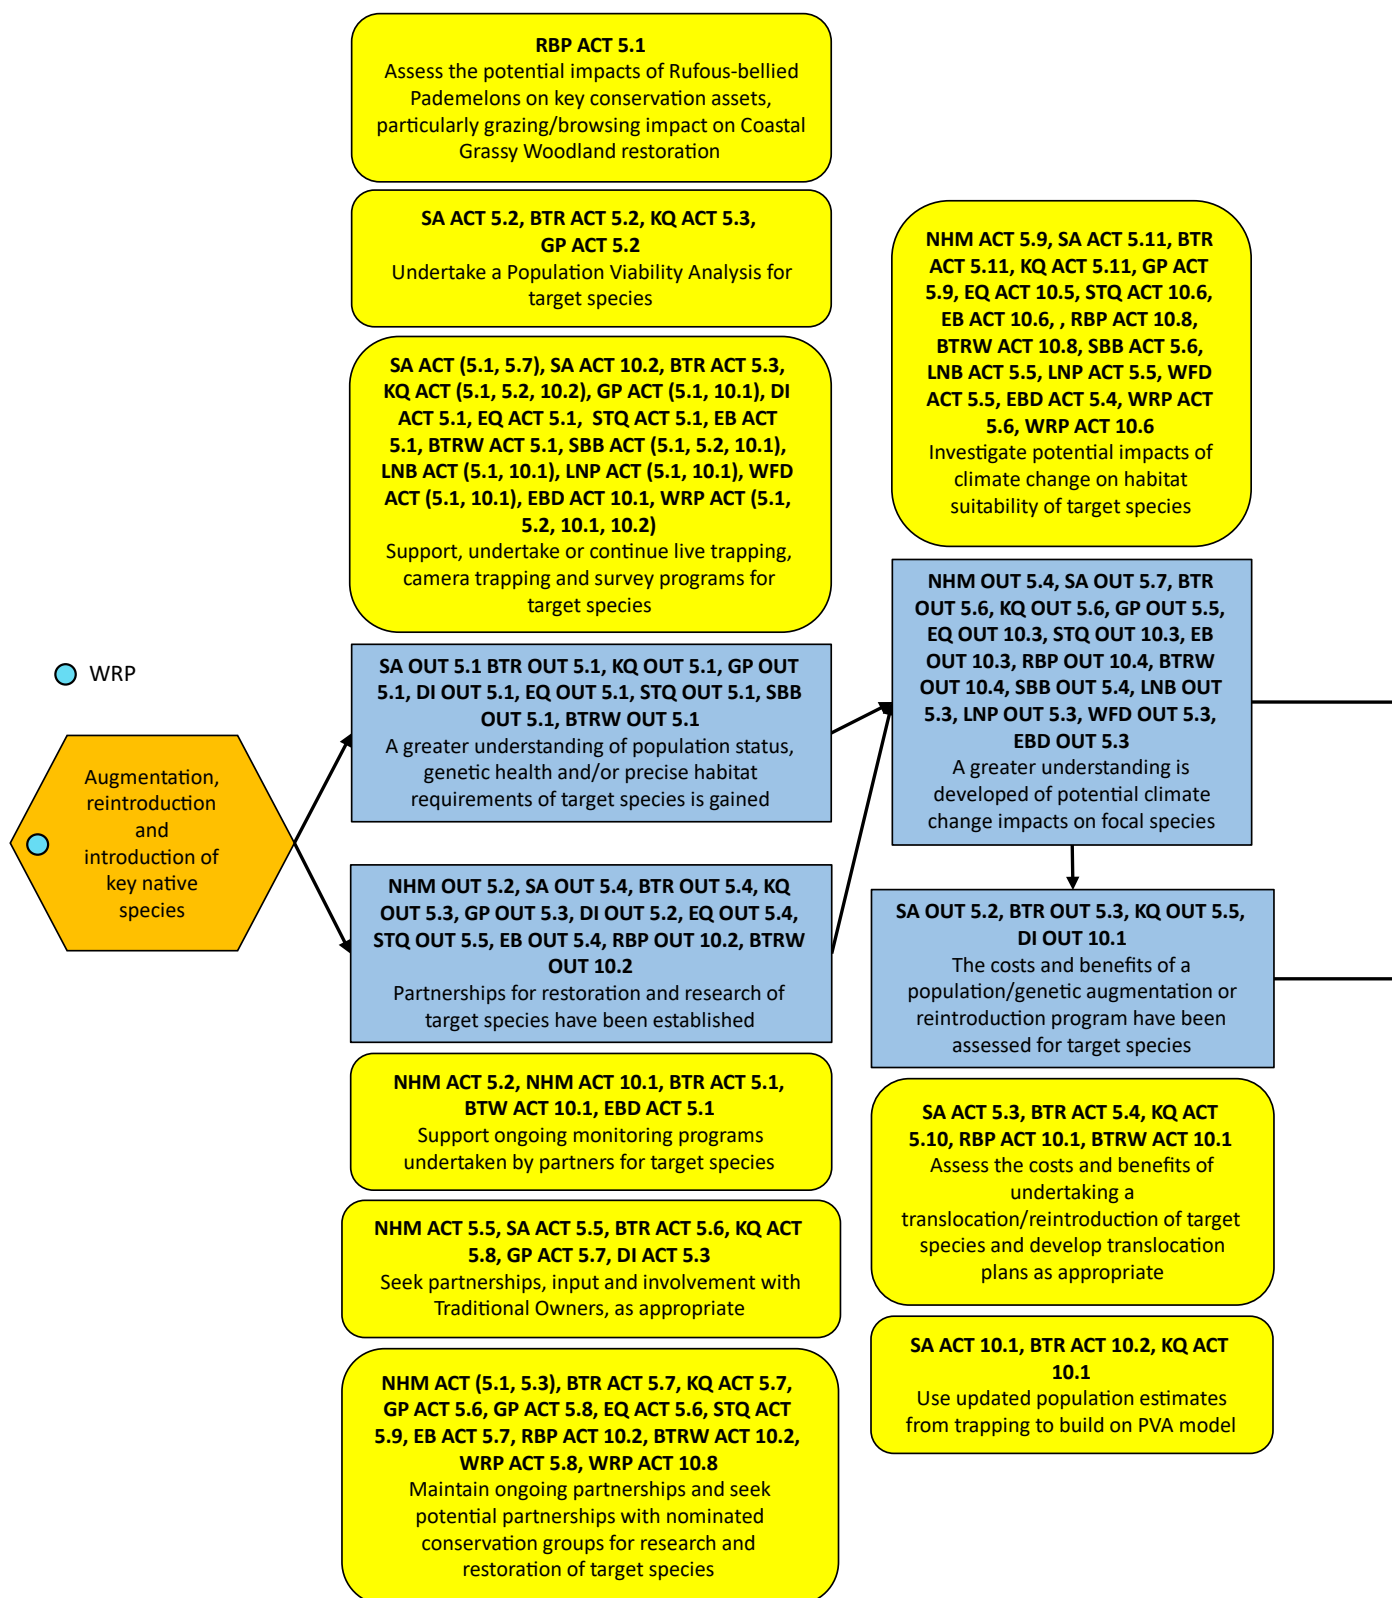 RBP ACT 5.1
Assess the potential impacts of Rufous-bellied
Pademelons on key conservation assets,
particularly grazing/browsing impact on Coastal
Grassy Woodland restoration
SA ACT 5.2, BTR ACT 5.2, KQ ACT 5.3,
GP ACT 5.2
Undertake a Population Viability Analysis for
target species
SA ACT (5.1, 5.7), SA ACT 10.2, BTR ACT 5.3,
KQ ACT (5.1, 5.2, 10.2), GP ACT (5.1, 10.1), DI
ACT 5.1, EQ ACT 5.1, STQ ACT 5.1, EB ACT
5.1, BTRW ACT 5.1, SBB ACT (5.1, 5.2, 10.1),
LNB ACT (5.1, 10.1), LNP ACT (5.1, 10.1), WFD
ACT (5.1, 10.1), EBD ACT 10.1, WRP ACT (5.1,
5.2, 10.1, 10.2)
Support, undertake or continue live trapping,
camera trapping and survey programs for
target species
WRP
Augmentation,
reintroduction
and
introduction of
key native
species
SA OUT 5.1 BTR OUT 5.1, KQ OUT 5.1, GP OUT
5.1, DI OUT 5.1, EQ OUT 5.1, STQ OUT 5.1, SBB
OUT 5.1, BTRW OUT 5.1
A greater understanding of population status,
genetic health and/or precise habitat
requirements of target species is gained
NHM OUT 5.2, SA OUT 5.4, BTR OUT 5.4, KQ
OUT 5.3, GP OUT 5.3, DI OUT 5.2, EQ OUT 5.4,
STQ OUT 5.5, EB OUT 5.4, RBP OUT 10.2, BTRW
OUT 10.2
Partnerships for restoration and research of
target species have been established
NHM ACT 5.2, NHM ACT 10.1, BTR ACT 5.1,
BTW ACT 10.1, EBD ACT 5.1
Support ongoing monitoring programs
undertaken by partners for target species
NHM ACT 5.5, SA ACT 5.5, BTR ACT 5.6, KQ ACT
5.8, GP ACT 5.7, DI ACT 5.3
Seek partnerships, input and involvement with
Traditional Owners, as appropriate
NHM ACT (5.1, 5.3), BTR ACT 5.7, KQ ACT 5.7,
GP ACT 5.6, GP ACT 5.8, EQ ACT 5.6, STQ ACT
5.9, EB ACT 5.7, RBP ACT 10.2, BTRW ACT 10.2,
WRP ACT 5.8, WRP ACT 10.8
Maintain ongoing partnerships and seek
potential partnerships with nominated
conservation groups for research and
restoration of target species
NHM ACT 5.9, SA ACT 5.11, BTR
ACT 5.11, KQ ACT 5.11, GP ACT
5.9, EQ ACT 10.5, STQ ACT 10.6,
EB ACT 10.6, , RBP ACT 10.8,
BTRW ACT 10.8, SBB ACT 5.6,
LNB ACT 5.5, LNP ACT 5.5, WFD
ACT 5.5, EBD ACT 5.4, WRP ACT
5.6, WRP ACT 10.6
Investigate potential impacts of
climate change on habitat
suitability of target species
NHM OUT 5.4, SA OUT 5.7, BTR
OUT 5.6, KQ OUT 5.6, GP OUT 5.5,
EQ OUT 10.3, STQ OUT 10.3, EB
OUT 10.3, RBP OUT 10.4, BTRW
OUT 10.4, SBB OUT 5.4, LNB OUT
5.3, LNP OUT 5.3, WFD OUT 5.3,
EBD OUT 5.3
A greater understanding is
developed of potential climate
change impacts on focal species
SA OUT 5.2, BTR OUT 5.3, KQ OUT 5.5,
DI OUT 10.1
The costs and benefits of a
population/genetic augmentation or
reintroduction program have been
assessed for target species
SA ACT 5.3, BTR ACT 5.4, KQ ACT
5.10, RBP ACT 10.1, BTRW ACT 10.1
Assess the costs and benefits of
undertaking a
translocation/reintroduction of target
species and develop translocation
plans as appropriate
SA ACT 10.1, BTR ACT 10.2, KQ ACT
10.1
Use updated population estimates
from trapping to build on PVA model